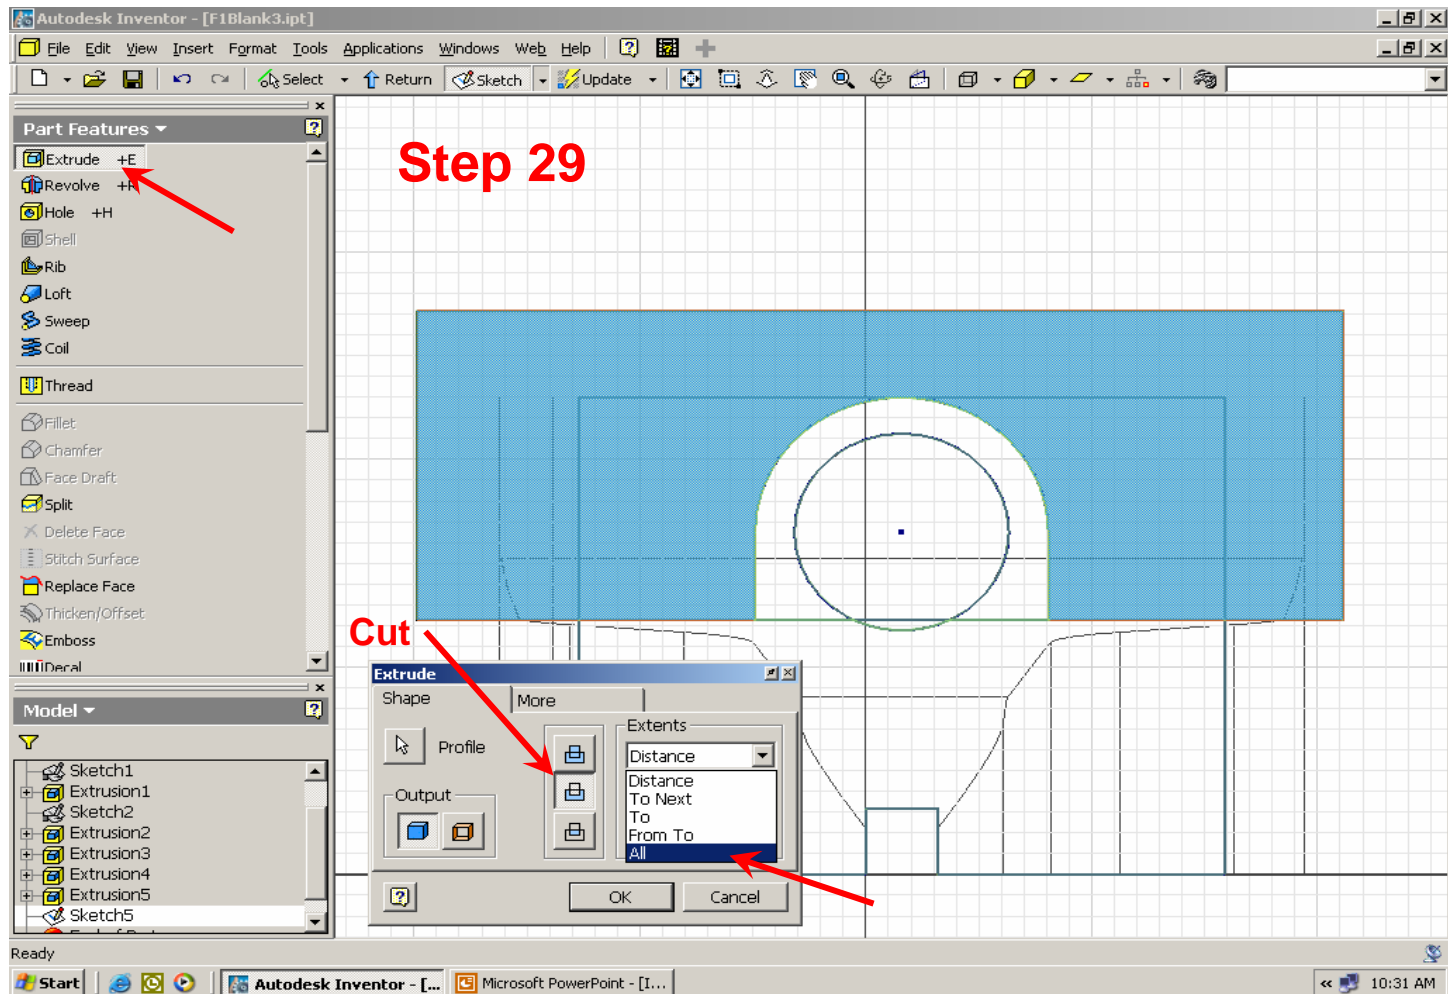 Autodesk Inventor - [F1Blank3.ipt]
File Edit View Insert Format Tools Applications Windows Web Help
Select Return Sketch Update
Part Features
Extrude +E
Revolve +R
Hole +H
Shell
Rib
Loft
Sweep
Coil
Thread
Fillet
Chamfer
Face Draft
Split
Delete Face
Stitch Surface
Replace Face
Thicken/Offset
Emboss
Decal
Step 29
Cut
Model
Sketch1
Extrusion1
Sketch2
Extrusion2
Extrusion3
Extrusion4
Extrusion5
Sketch5
Extrude
Shape More
Profile
Output
Extents
Distance
Distance
To Next
To
From To
All
OK Cancel
Ready
Start Autodesk Inventor - [... Microsoft PowerPoint - [I... « 10:31 AM